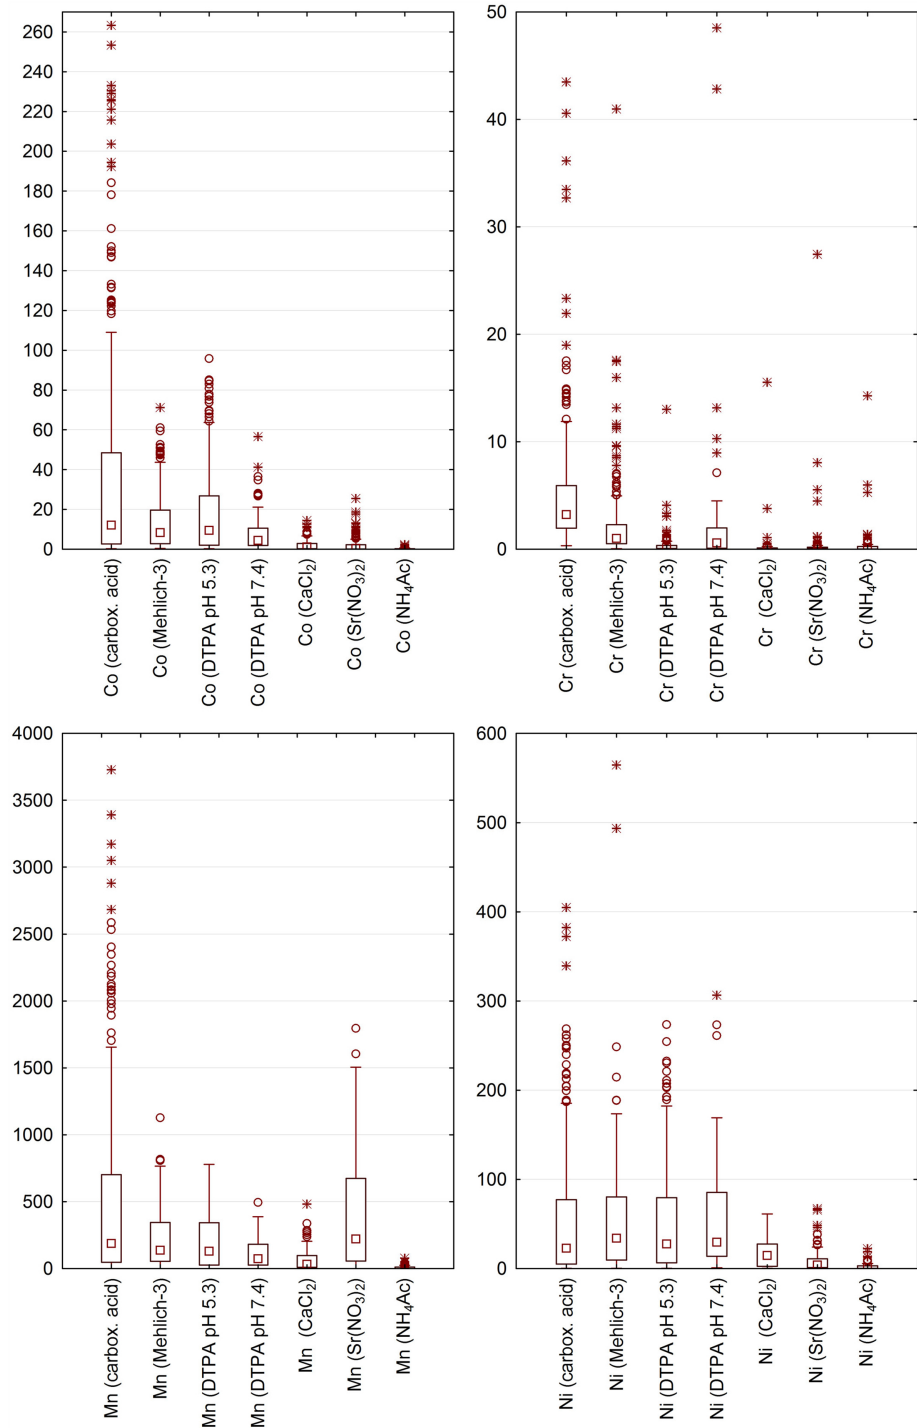 260
240
220
200
180
160
140
120
100
80
60
40
20
0
Co (carbox. acid)
Co (Mehlich-3)
Co (DTPA pH 5.3)
Co (DTPA pH 7.4)
Co (CaCl₂)
Co (Sr(NO₃)₂)
Co (NH₄Ac)
50
40
30
20
10
0
Cr (carbox. acid)
Cr (Mehlich-3)
Cr (DTPA pH 5.3)
Cr (DTPA pH 7.4)
Cr (CaCl₂)
Cr (Sr(NO₃)₂)
Cr (NH₄Ac)
4000
3500
3000
2500
2000
1500
1000
500
0
Mn (carbox. acid)
Mn (Mehlich-3)
Mn (DTPA pH 5.3)
Mn (DTPA pH 7.4)
Mn (CaCl₂)
Mn (Sr(NO₃)₂)
Mn (NH₄Ac)
600
500
400
300
200
100
0
Ni (carbox. acid)
Ni (Mehlich-3)
Ni (DTPA pH 5.3)
Ni (DTPA pH 7.4)
Ni (CaCl₂)
Ni (Sr(NO₃)₂)
Ni (NH₄Ac)